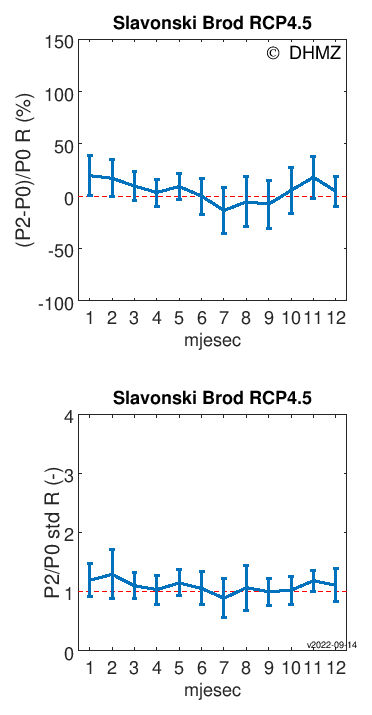 Slavonski Brod RCP4.5
© DHMZ
(P2-P0)/P0 R (%)
150
100
50
0
-50
-100
1 2 3 4 5 6 7 8 9 10 11 12
mjesec
Slavonski Brod RCP4.5
P2/P0 std R (-)
4
3
2
1
0
v2022-09-14
1 2 3 4 5 6 7 8 9 10 11 12
mjesec